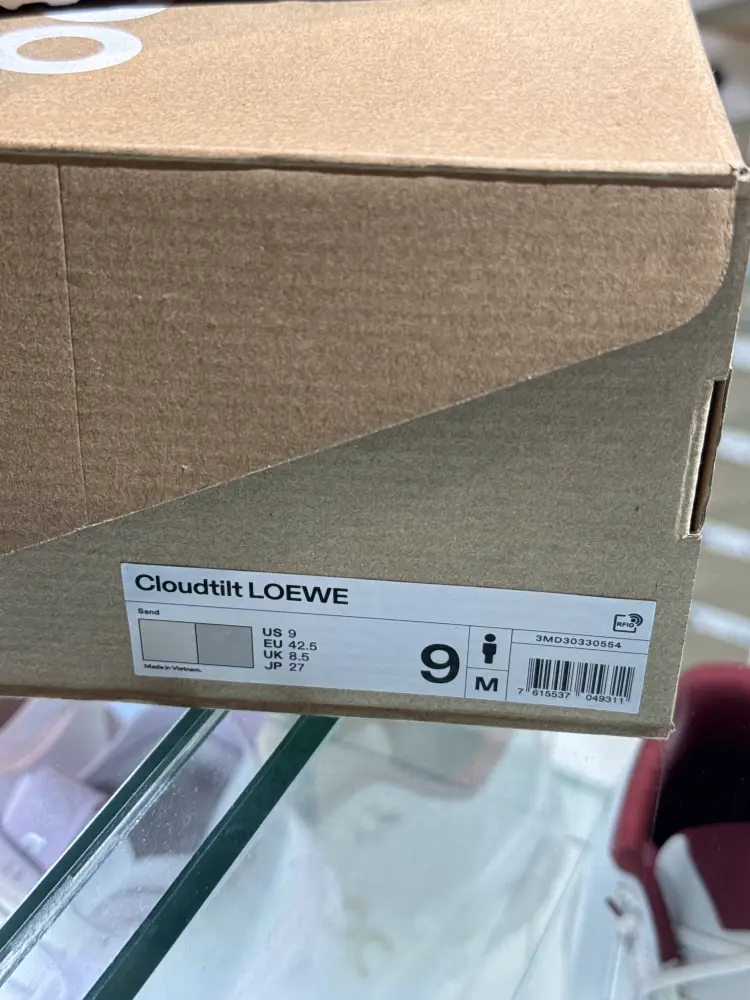 Cloudtilt LOEWE
Sand
Made in Vietnam.
US 9
EU 42.5
UK 8.5
JP 27
9
M
RFID
3MD30330554
7 615537 049311